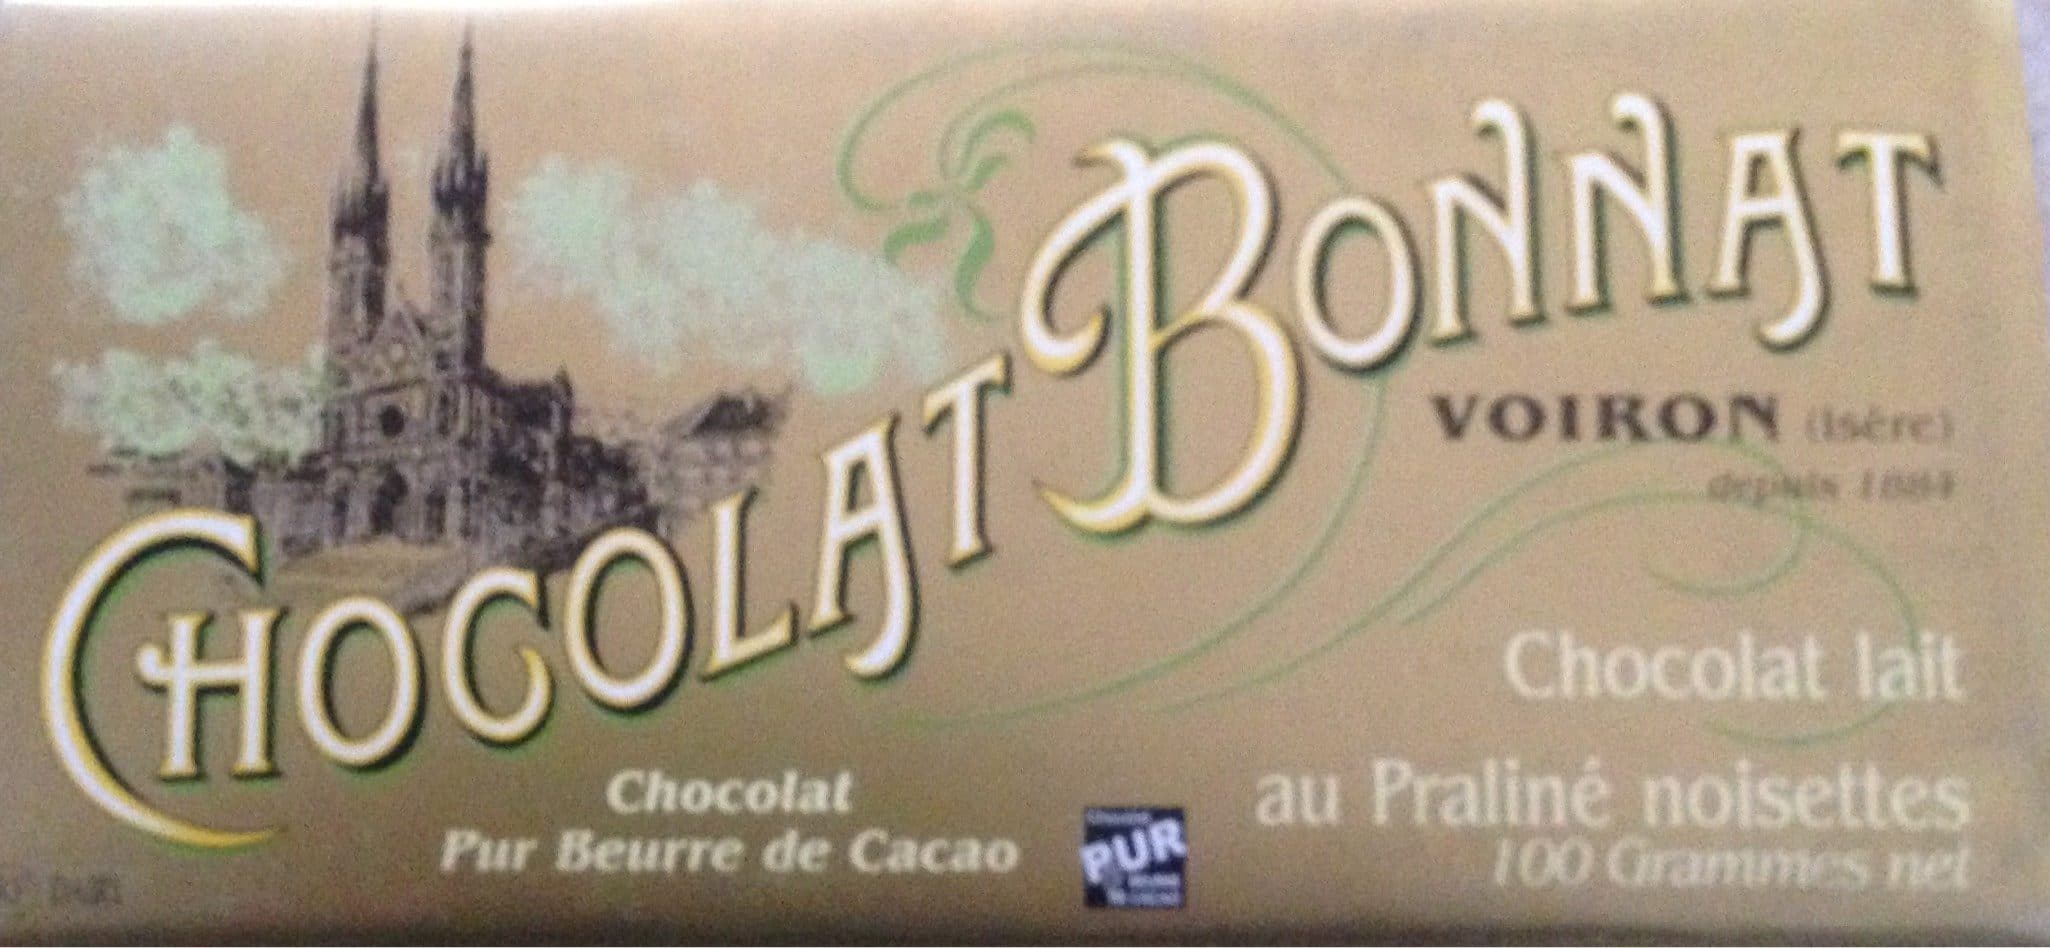 CHOCOLAT BONNAT
VOIRON (Isère)
depuis 1884
Chocolat lait
au Praliné noisettes
100 Grammes net
Chocolat
Pur Beurre de Cacao
PUR